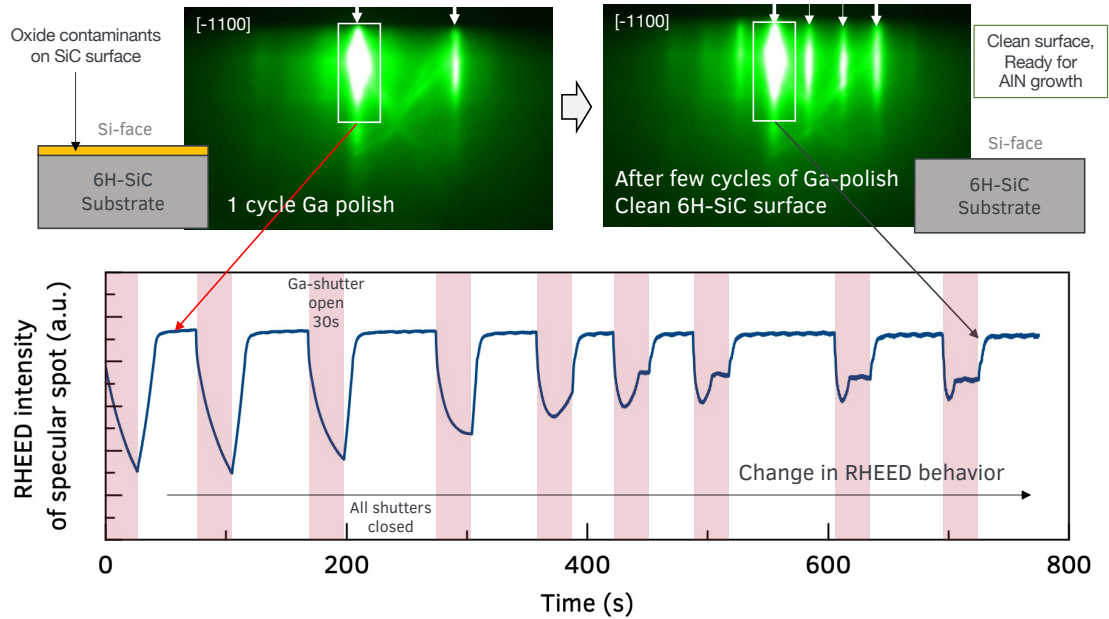 [-1100]
Oxide contaminants
on SiC surface
Si-face
6H-SiC
Substrate
1 cycle Ga polish
[-1100]
After few cycles of Ga-polish
Clean 6H-SiC surface
Clean surface,
Ready for
AlN growth
Si-face
6H-SiC
Substrate
RHEED intensity
of specular spot (a.u.)
Ga-shutter
open
30s
All shutters
closed
Change in RHEED behavior
0
200
400
600
800
Time (s)